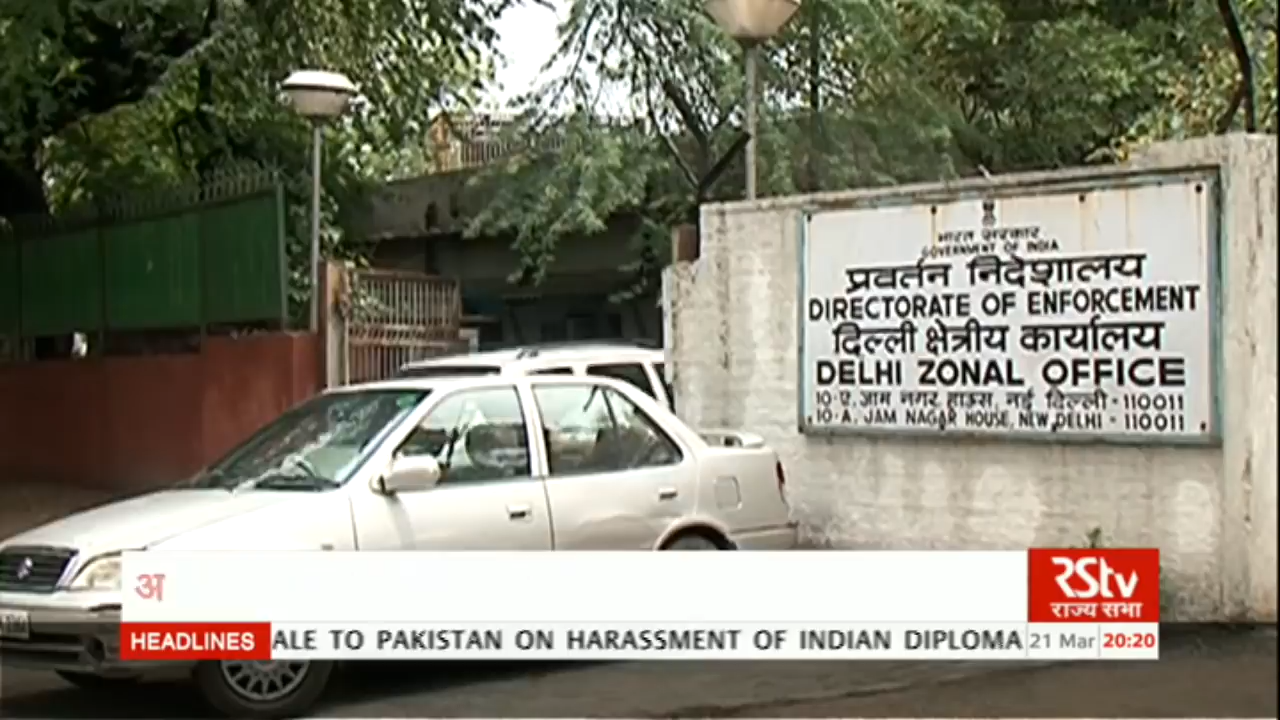 भारत सरकार
GOVERNMENT OF INDIA
प्रवर्तन निदेशालय
DIRECTORATE OF ENFORCEMENT
दिल्ली क्षेत्रीय कार्यालय
DELHI ZONAL OFFICE
10-ए, जाम नगर हाऊस, नई दिल्ली - 110011
10-A, JAM NAGAR HOUSE, NEW DELHI - 110011
अ
RSTV
राज्य सभा
HEADLINES ALE TO PAKISTAN ON HARASSMENT OF INDIAN DIPLOMA 21 Mar 20:20